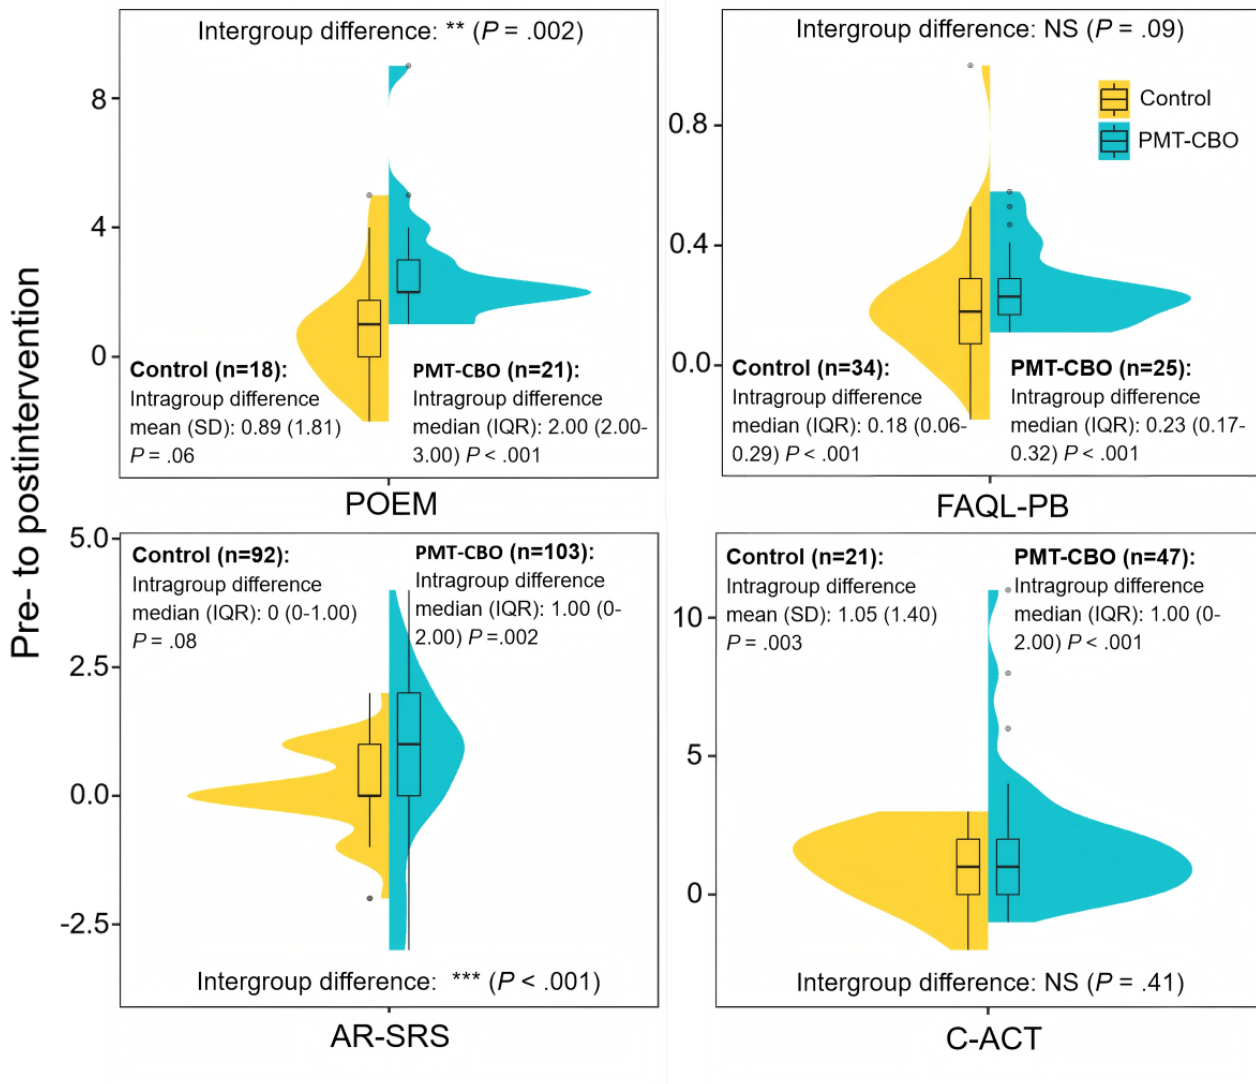 Pre- to postintervention
Intergroup difference: ** (P = .002)
8
4
0
Control (n=18):
Intragroup difference
mean (SD): 0.89 (1.81)
P = .06
PMT-CBO (n=21):
Intragroup difference
median (IQR): 2.00 (2.00-
3.00) P < .001
POEM
Intergroup difference: NS (P = .09)
Control
PMT-CBO
0.8
0.4
0.0
Control (n=34):
Intragroup difference
median (IQR): 0.18 (0.06-
0.29) P < .001
PMT-CBO (n=25):
Intragroup difference
median (IQR): 0.23 (0.17-
0.32) P < .001
FAQL-PB
5.0
2.5
0.0
-2.5
Control (n=92):
Intragroup difference
median (IQR): 0 (0-1.00)
P = .08
PMT-CBO (n=103):
Intragroup difference
median (IQR): 1.00 (0-
2.00) P =.002
Intergroup difference: *** (P < .001)
AR-SRS
10
5
0
Control (n=21):
Intragroup difference
mean (SD): 1.05 (1.40)
P = .003
PMT-CBO (n=47):
Intragroup difference
median (IQR): 1.00 (0-
2.00) P < .001
Intergroup difference: NS (P = .41)
C-ACT